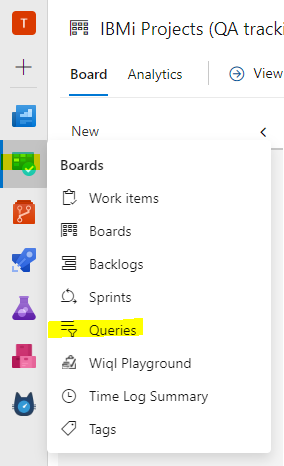 T
IBMi Projects (QA tracki
Board Analytics View
New
Boards
Work items
Boards
Backlogs
Sprints
Queries
Wiql Playground
Time Log Summary
Tags